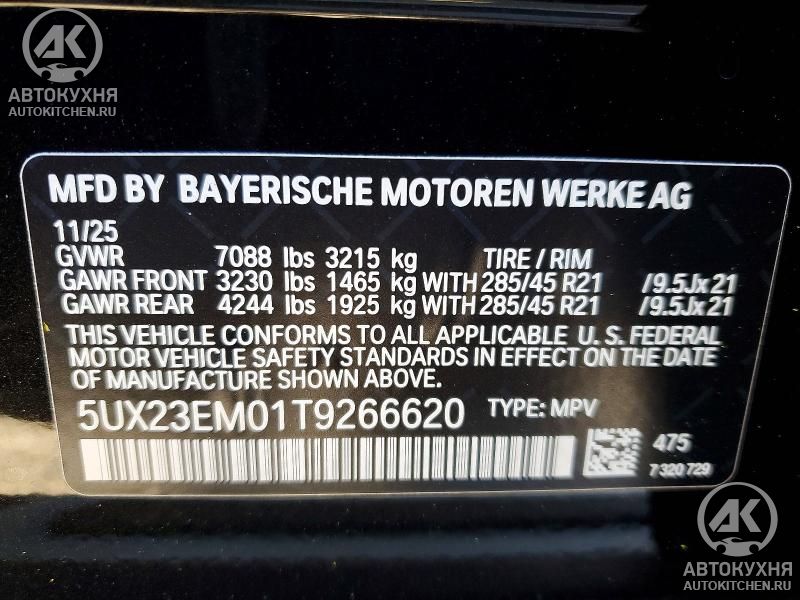 AK
АВТОКУХНЯ
AUTOKITCHEN.RU
MFD BY BAYERISCHE MOTOREN WERKE AG
11/25
GVWR 7088 lbs 3215 kg TIRE / RIM
GAWR FRONT 3230 lbs 1465 kg WITH 285/45 R21 /9.5Jx21
GAWR REAR 4244 lbs 1925 kg WITH 285/45 R21 /9.5Jx21
THIS VEHICLE CONFORMS TO ALL APPLICABLE U.S. FEDERAL
MOTOR VEHICLE SAFETY STANDARDS IN EFFECT ON THE DATE
OF MANUFACTURE SHOWN ABOVE.
5UX23EM01T9266620 TYPE: MPV
475
7 320 729
AK
АВТОКУХНЯ
AUTOKITCHEN.RU